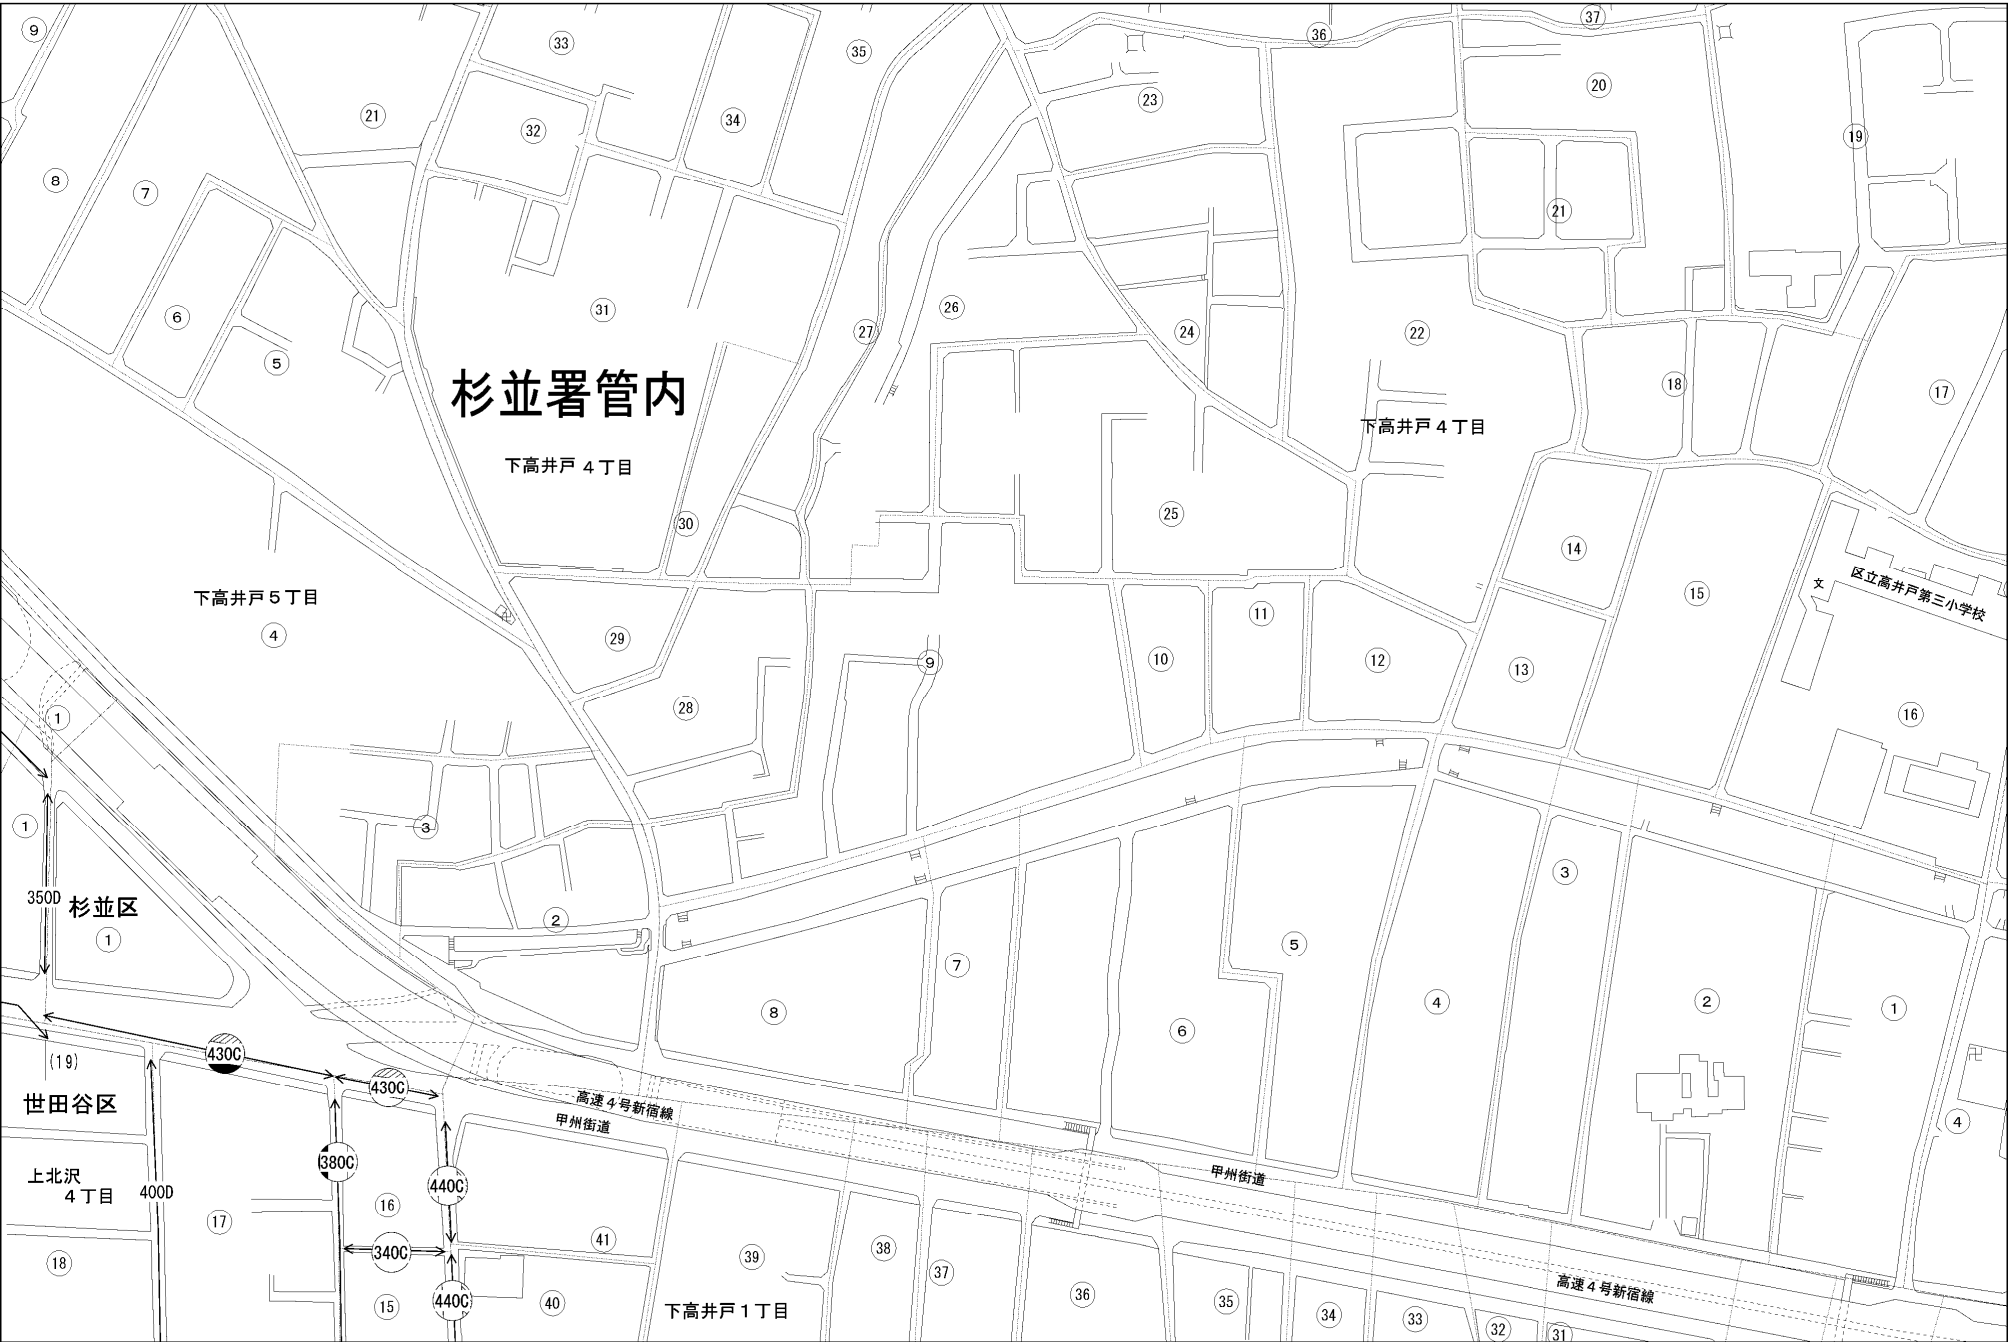 9
33
35
36
37
21
32
34
23
20
19
8
7
21
6
31
27
26
24
22
5
18
17
杉並署管内
下高井戸4丁目
下高井戸4丁目
30
25
14
15
文
区立高井戸第三小学校
下高井戸5丁目
4
29
11
10
12
13
9
28
16
1
1
3
350D
杉並区
1
2
3
5
7
4
2
1
8
6
430C
(19)
430C
世田谷区
高速4号新宿線
甲州街道
4
380C
440C
甲州街道
上北沢
4丁目
400D
16
17
41
38
39
340C
18
37
36
35
高速4号新宿線
15
440C
40
下高井戸1丁目
34
33
32
31